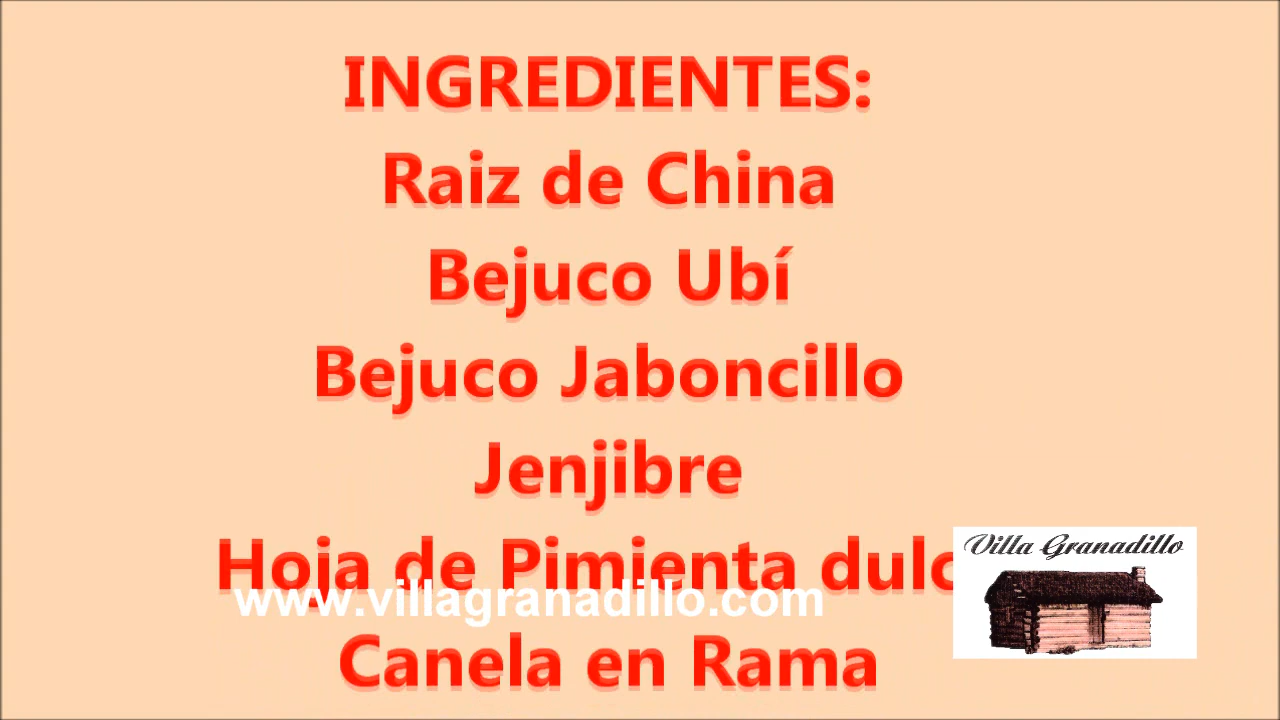 INGREDIENTES:
Raiz de China
Bejuco Ubí
Bejuco Jaboncillo
Jenjibre
Hoja de Pimienta
Villa Granadillo
www.villagranadillo.com
Canela en Rama